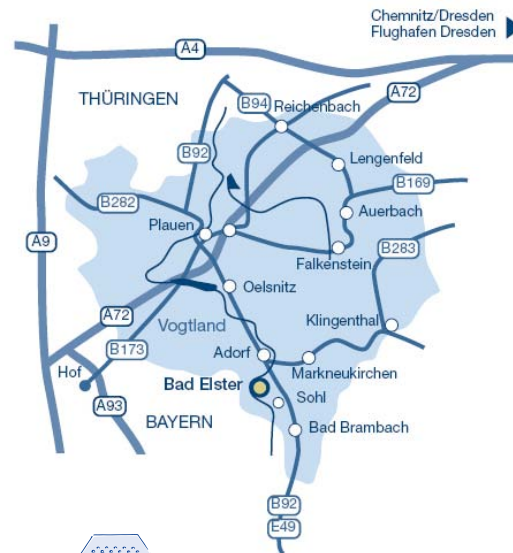 Chemnitz/Dresden
Flughafen Dresden
A4
THÜRINGEN
A72
B94
Reichenbach
B92
Lengenfeld
B169
B282
Auerbach
Plauen
A9
B283
Falkenstein
Oelsnitz
A72
Vogtland
Klingenthal
B173
Adorf
Hof
Markneukirchen
Bad Elster
A93
Sohl
BAYERN
Bad Brambach
B92
E49